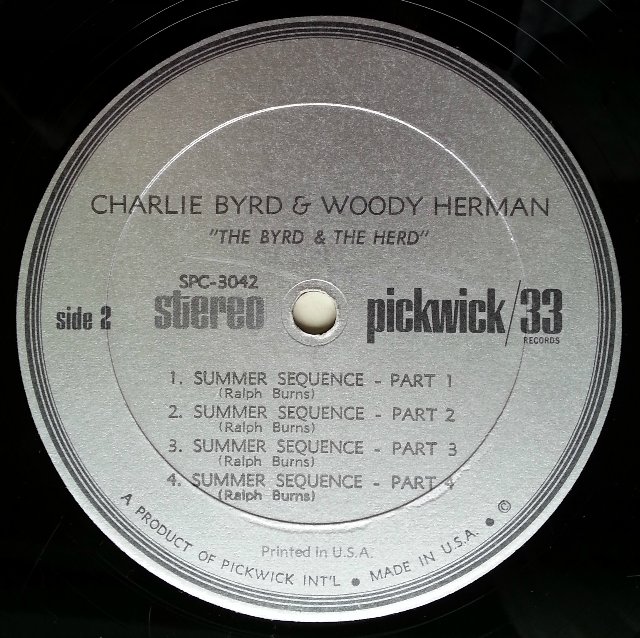 CHARLIE BYRD & WOODY HERMAN
"THE BYRD & THE HERD"
SPC-3042
side 2 stereo pickwick/33
RECORDS
1. SUMMER SEQUENCE - PART 1
(Ralph Burns)
2. SUMMER SEQUENCE - PART 2
(Ralph Burns)
3. SUMMER SEQUENCE - PART 3
(Ralph Burns)
4. SUMMER SEQUENCE - PART 4
(Ralph Burns)
Printed in U.S.A.
A PRODUCT OF PICKWICK INT'L ● MADE IN U.S.A. ● ©